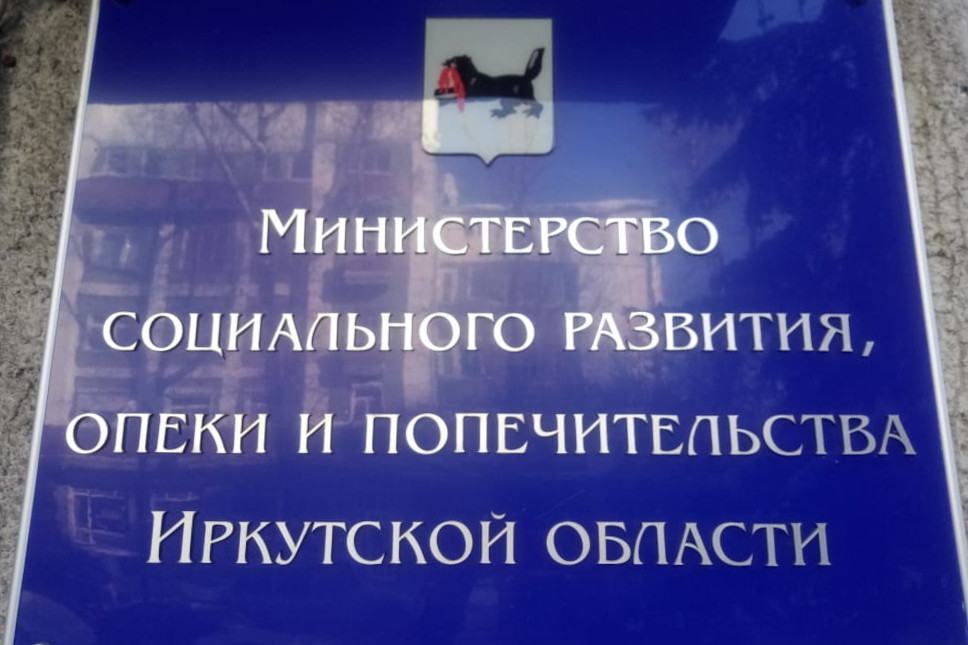 Министерство
социального развития,
опеки и попечительства
Иркутской области